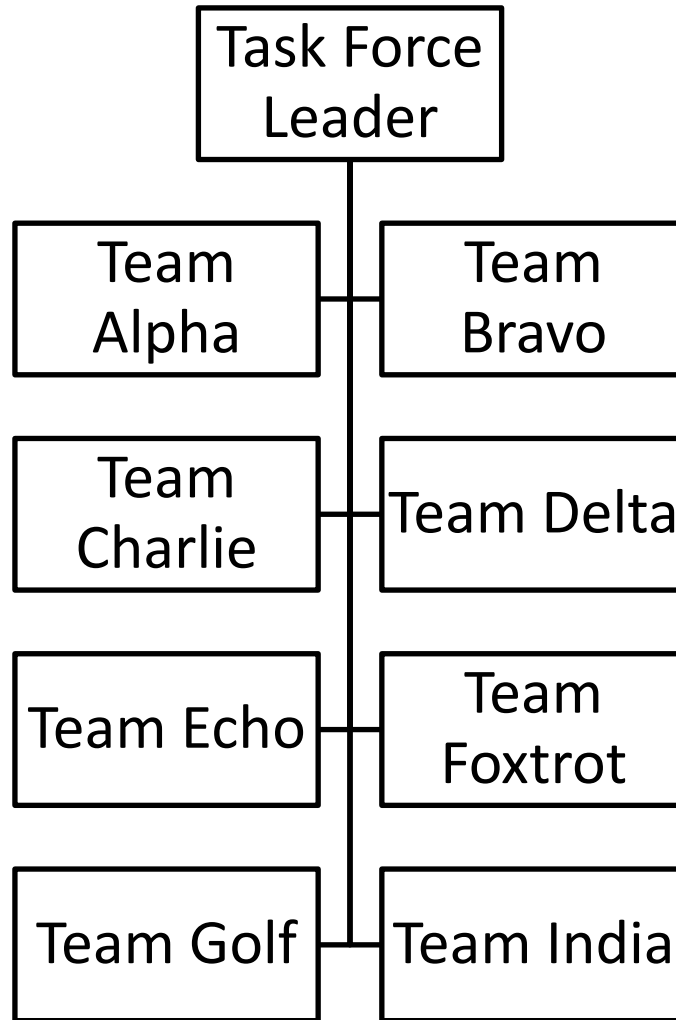 Task Force
Leader
Team
Alpha
Team
Bravo
Team
Charlie
Team Delta
Team Echo
Team
Foxtrot
Team Golf
Team India